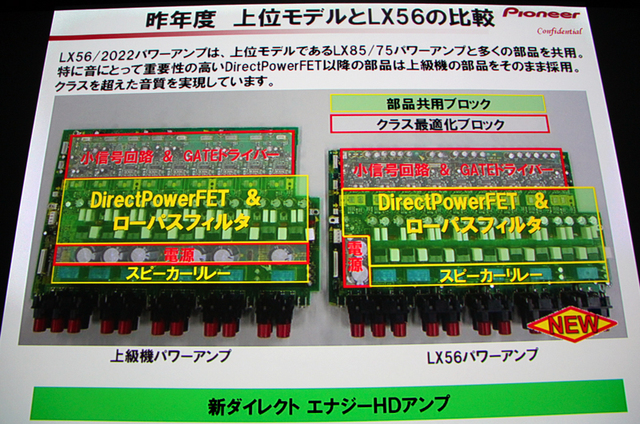 昨年度 上位モデルとLX56の比較
Pioneer
Confidential
LX56/2022パワーアンプは、上位モデルであるLX85/75パワーアンプと多くの部品を共用。
特に音にとって重要性の高いDirectPowerFET以降の部品は上級機の部品をそのまま採用。
クラスを超えた音質を実現しています。
部品共用ブロック
クラス最適化ブロック
小信号回路 & GATEドライバー
DirectPowerFET &
ローパスフィルタ
電源
スピーカーリレー
小信号回路 & GATEドライバー
DirectPowerFET &
ローパスフィルタ
電源
スピーカーリレー
NEW
上級機パワーアンプ
LX56パワーアンプ
新ダイレクト エナジーHDアンプ